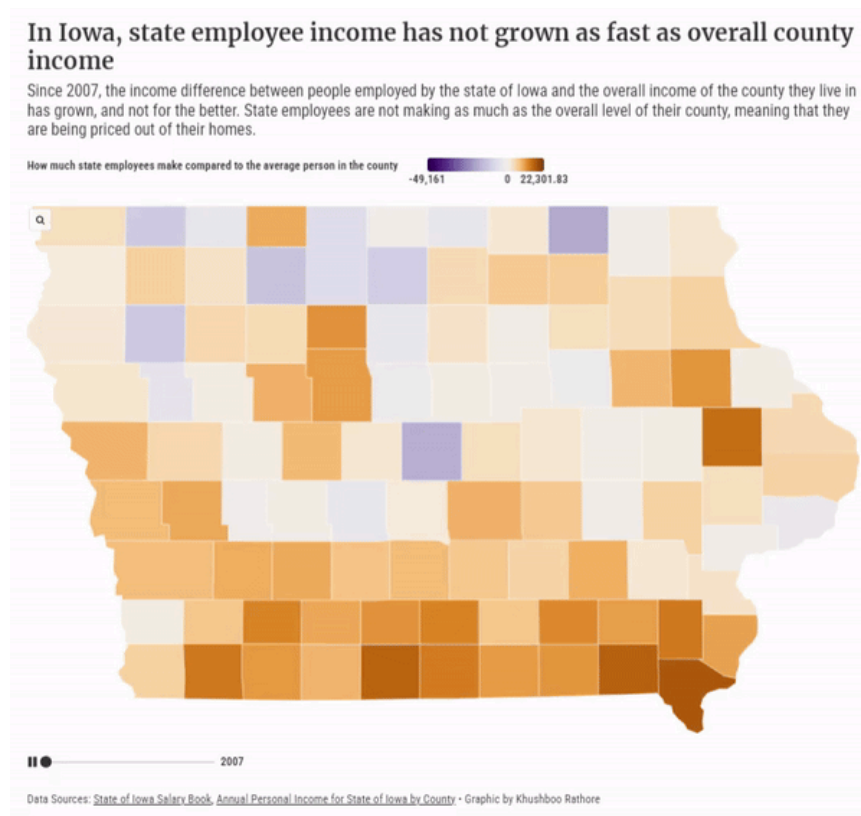 In Iowa, state employee income has not grown as fast as overall county
income
Since 2007, the income difference between people employed by the state of Iowa and the overall income of the county they live in
has grown, and not for the better. State employees are not making as much as the overall level of their county, meaning that they
are being priced out of their homes.
How much state employees make compared to the average person in the county
-49,161 0 22,301.83
2007
Data Sources: State of Iowa Salary Book, Annual Personal Income for State of Iowa by County • Graphic by Khushboo Rathore